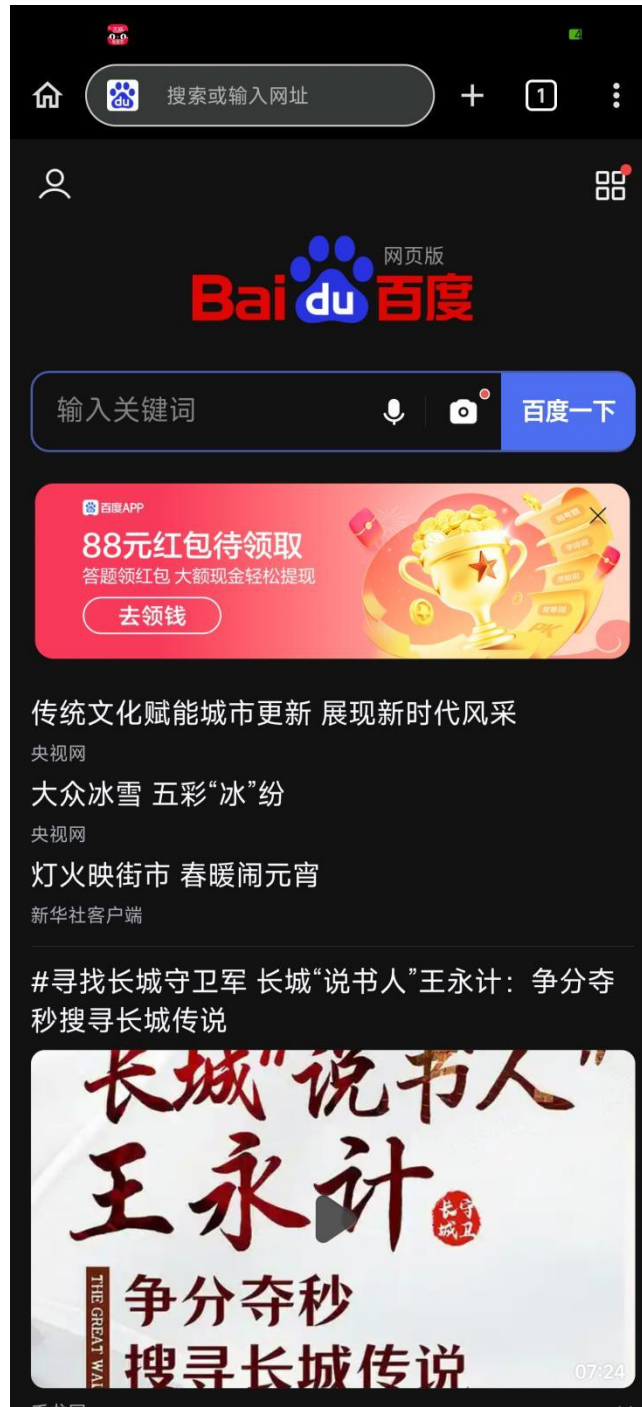 搜索或输入网址
1
网页版
Bai du 百度
输入关键词
百度一下
百度APP
88元红包待领取
答题领红包 大额现金轻松提现
去领钱
PK
传统文化赋能城市更新 展现新时代风采
央视网
大众冰雪 五彩“冰”纷
央视网
灯火映街市 春暖闹元宵
新华社客户端
#寻找长城守卫军 长城“说书人”王永计：争分夺
秒搜寻长城传说
长城“说书人”
王永计
长城
守卫
THE GREAT WAL
争分夺秒
搜寻长城传说
07:24